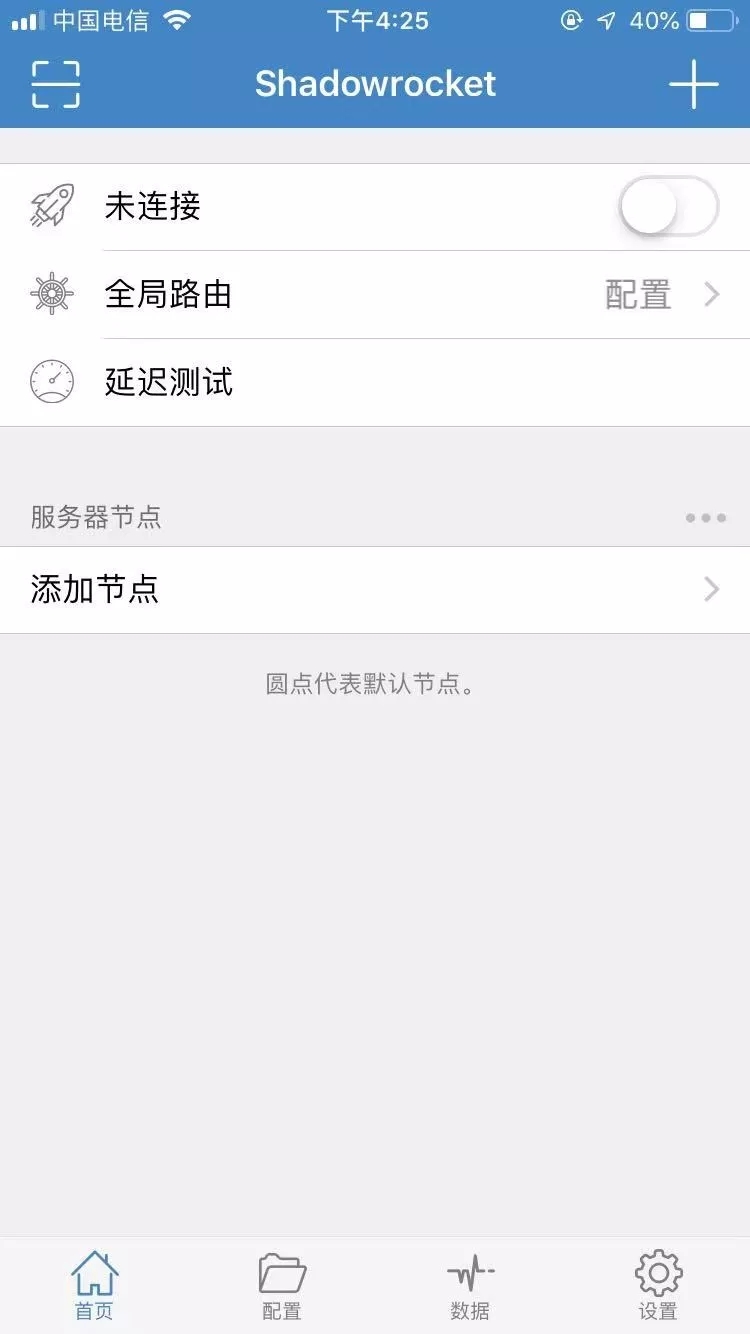 中国电信 下午4:25 40%
Shadowrocket
未连接
全局路由 配置
延迟测试
服务器节点
添加节点
圆点代表默认节点。
首页 配置 数据 设置